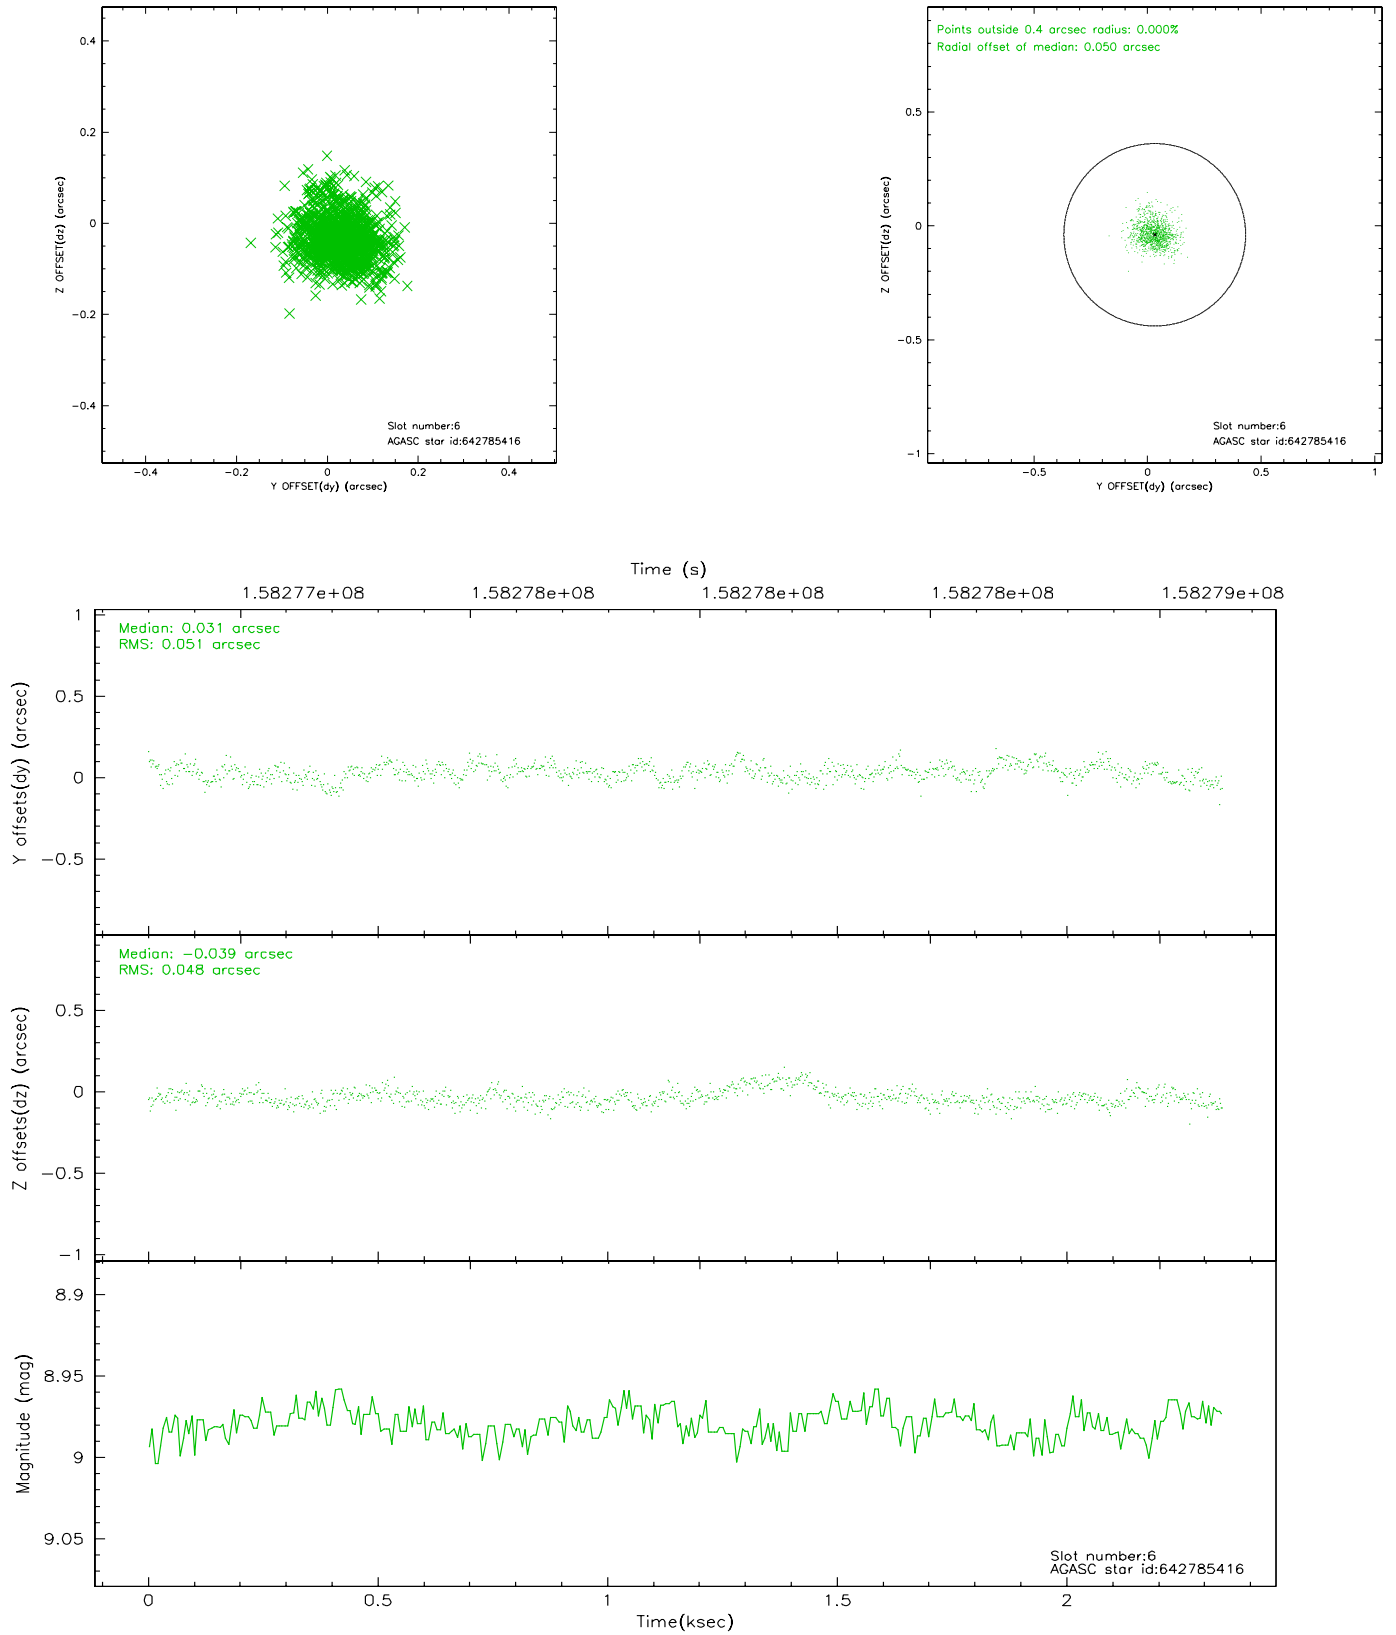 0.4
0.2
0
−0.2
−0.4
Z OFFSET(dz) (arcsec)
Slot number:6
AGASC star id:642785416
−0.4 −0.2 0 0.2 0.4
Y OFFSET(dy) (arcsec)
Points outside 0.4 arcsec radius: 0.000%
Radial offset of median: 0.050 arcsec
0.5
0
−0.5
−1
Z OFFSET(dz) (arcsec)
Slot number:6
AGASC star id:642785416
−0.5 0 0.5 1
Y OFFSET(dy) (arcsec)
Time (s)
1.58277e+08 1.58278e+08 1.58278e+08 1.58278e+08 1.58279e+08
Median: 0.031 arcsec
RMS: 0.051 arcsec
1
0.5
0
−0.5
Y offsets(dy) (arcsec)
Median: −0.039 arcsec
RMS: 0.048 arcsec
0.5
0
−0.5
−1
Z offsets(dz) (arcsec)
8.9
8.95
9
9.05
Magnitude (mag)
Slot number:6
AGASC star id:642785416
0 0.5 1 1.5 2
Time(ksec)